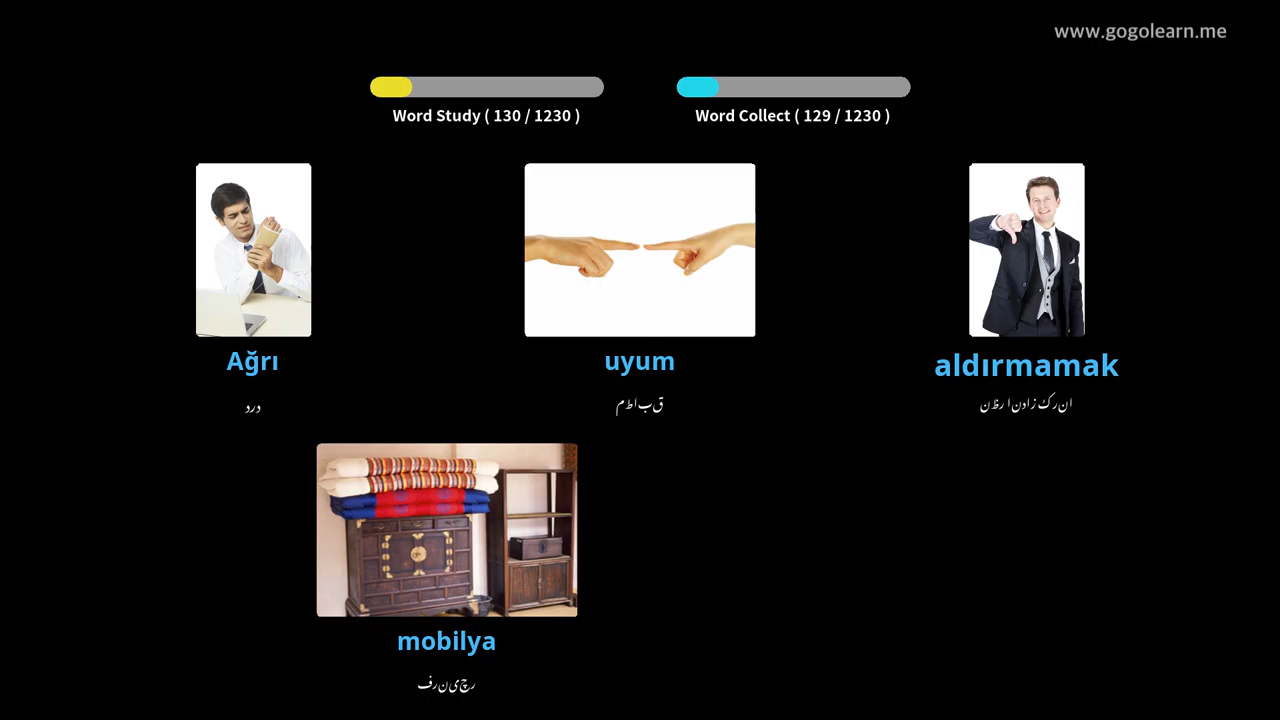 www.gogolearn.me
Word Study ( 130 / 1230 )
Word Collect ( 129 / 1230 )
Ağrı
درد
uyum
قباطم
aldırmamak
انرک زادنا رظن
mobilya
رچینرف